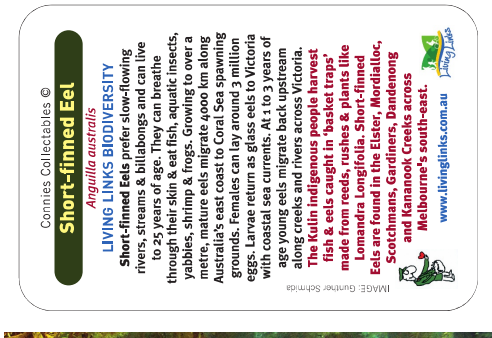 Connies Collectables ©
Short-finned Eel
Anguilla australis
LIVING LINKS BIODIVERSITY
Short-finned Eels prefer slow-flowing
rivers, streams & billabongs and can live
to 25 years of age. They can breathe
through their skin & eat fish, aquatic insects,
yabbies, shrimp & frogs. Growing to over a
metre, mature eels migrate 4000 km along
Australia's east coast to Coral Sea spawning
grounds. Females can lay around 3 million
eggs. Larvae return as glass eels to Victoria
with coastal sea currents. At 1 to 3 years of
age young eels migrate back upstream
along creeks and rivers across Victoria.
The Kulin indigenous people harvest
fish & eels caught in 'basket traps'
made from reeds, rushes & plants like
Lomandra Longifolia. Short-finned
Eels are found in the Elster, Mordialloc,
Scotchmans, Gardiners, Dandenong
and Kananook Creeks across
Melbourne's south-east.
www.livinglinks.com.au
Living Links
IMAGE: Gunther Schmida